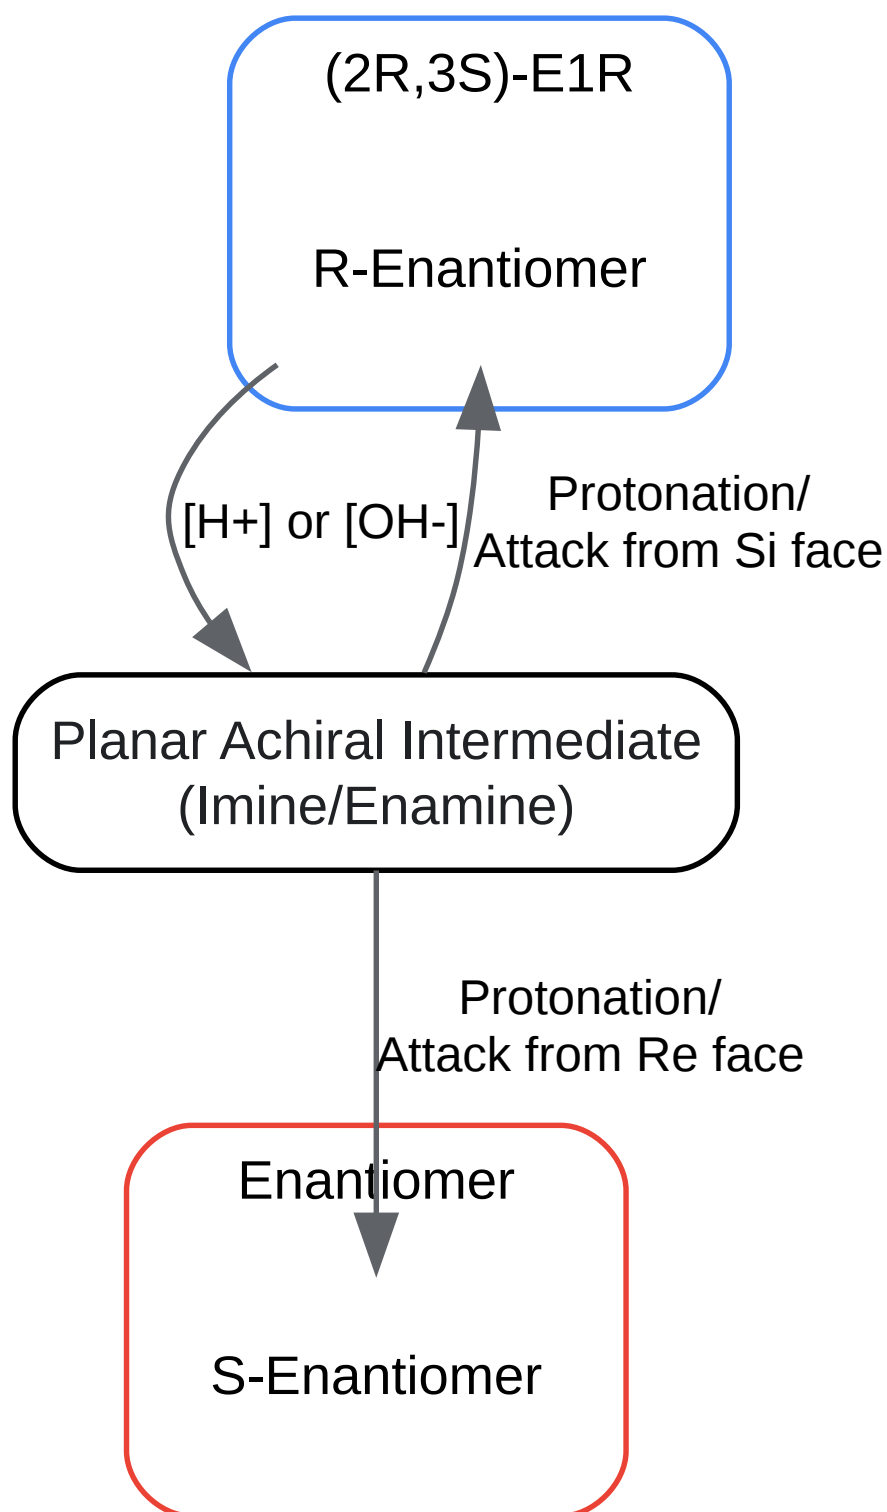 (2R,3S)-E1R
R-Enantiomer
[H+] or [OH-]
Protonation/
Attack from Si face
Planar Achiral Intermediate
(Imine/Enamine)
Protonation/
Attack from Re face
Enantiomer
S-Enantiomer